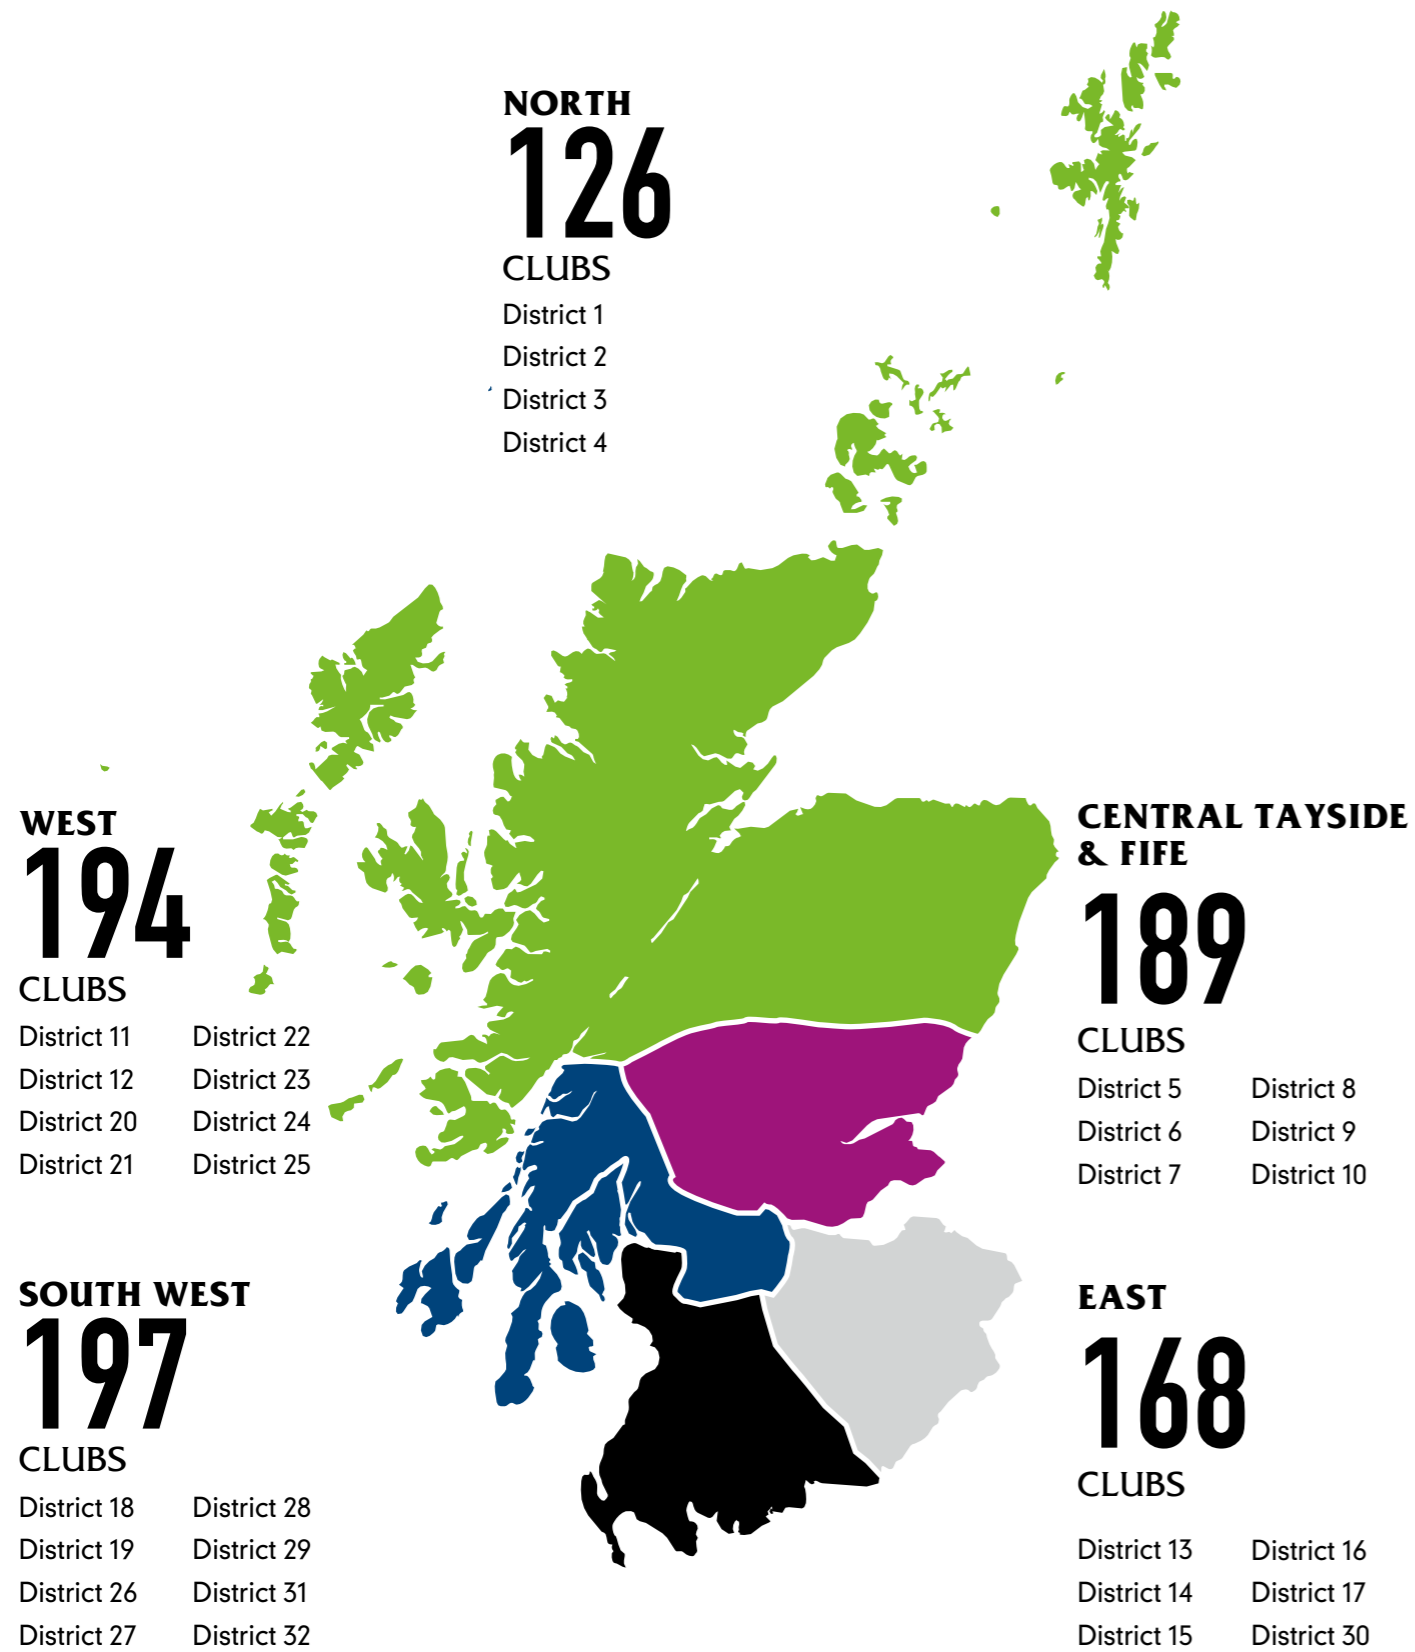 NORTH
126
CLUBS
District 1
District 2
District 3
District 4
WEST
194
CLUBS
District 11 District 22
District 12 District 23
District 20 District 24
District 21 District 25
CENTRAL TAYSIDE
& FIFE
189
CLUBS
District 5 District 8
District 6 District 9
District 7 District 10
SOUTH WEST
197
CLUBS
District 18 District 28
District 19 District 29
District 26 District 31
District 27 District 32
EAST
168
CLUBS
District 13 District 16
District 14 District 17
District 15 District 30